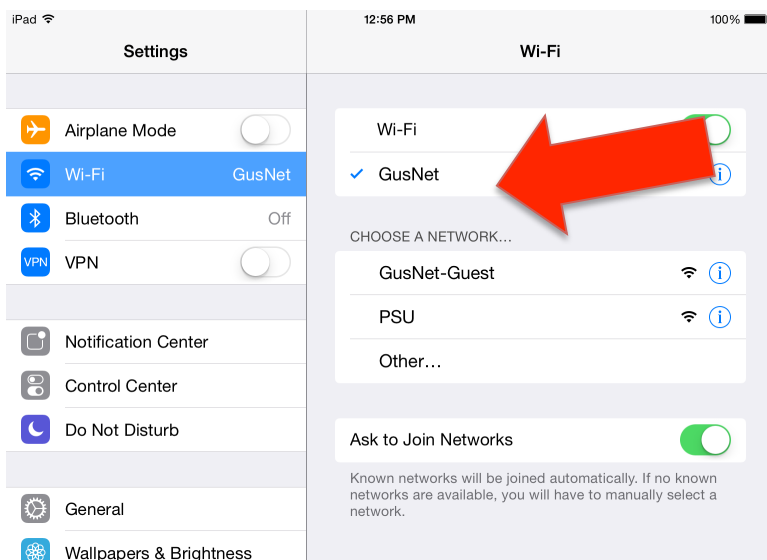 iPad 12:56 PM 100%
Settings
Wi-Fi
Airplane Mode
Wi-Fi GusNet
Bluetooth Off
VPN VPN
Notification Center
Control Center
Do Not Disturb
General
Wallpapers & Brightness
Wi-Fi
GusNet
CHOOSE A NETWORK...
GusNet-Guest
PSU
Other...
Ask to Join Networks
Known networks will be joined automatically. If no known
networks are available, you will have to manually select a
network.